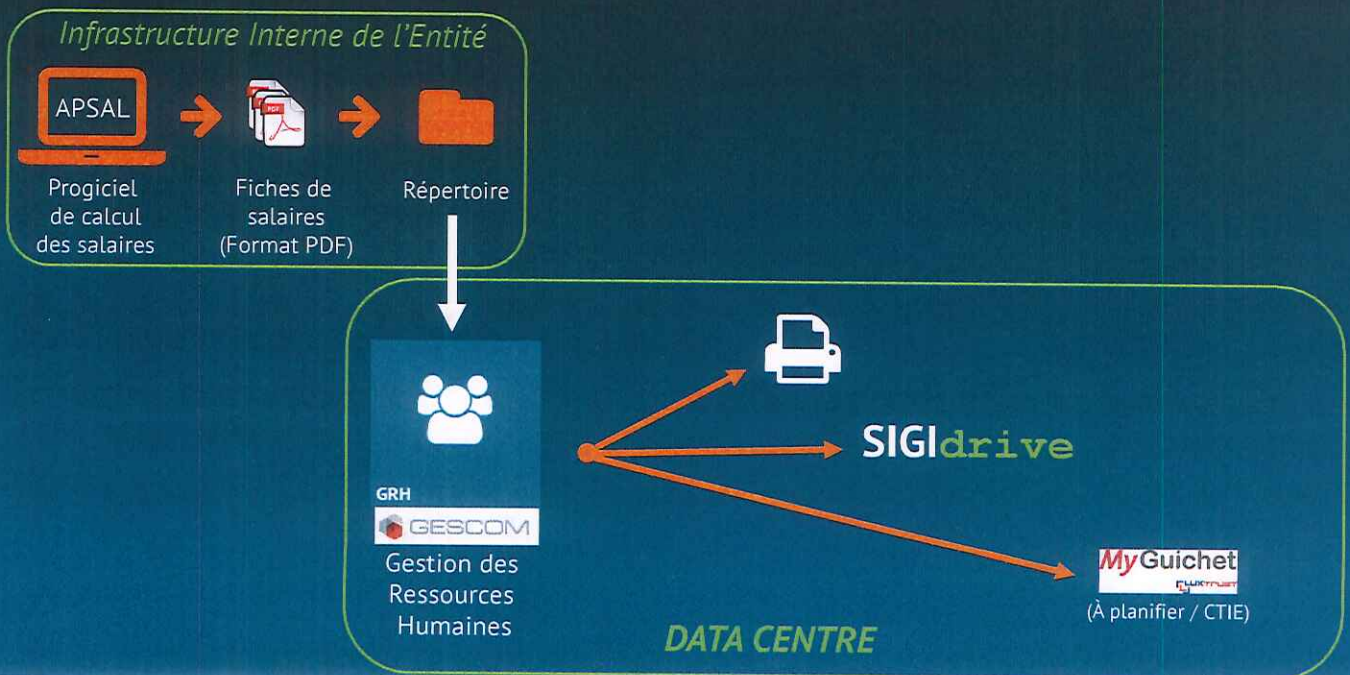 Infrastructure Interne de l'Entité
APSAL
PDF
Progiciel
de calcul
des salaires
Fiches de
salaires
(Format PDF)
Répertoire
GRH
GESCOM
Gestion des
Ressources
Humaines
SIGIdrive
MyGuichet
LUXTRUST
(À planifier / CTIE)
DATA CENTRE